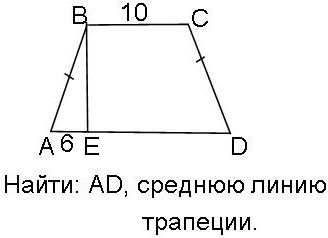 B 10 C
A 6 E D
Найти: AD, среднюю линию
трапеции.